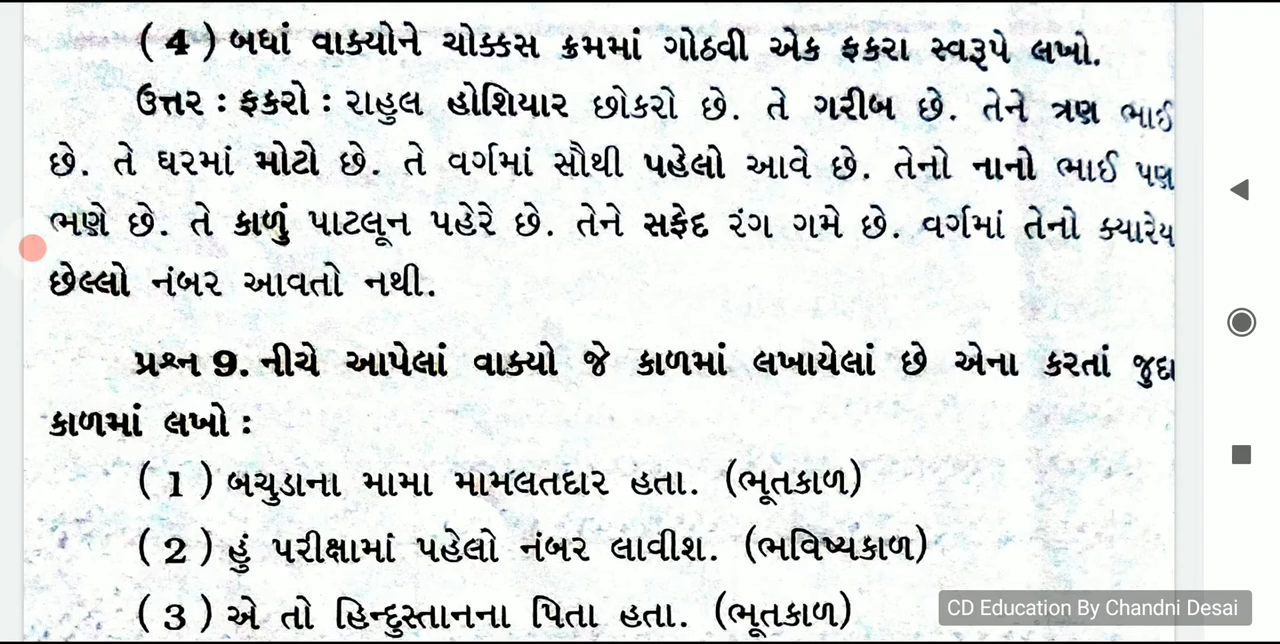 (4) બધાં વાક્યોને ચોક્કસ ક્રમમાં ગોઠવી એક ફકરા સ્વરૂપે લખો.
ઉત્તર : ફકરો : રાહુલ હોશિયાર છોકરો છે. તે ગરીબ છે. તેને ત્રણ ભાઈ
છે. તે ઘરમાં મોટો છે. તે વર્ગમાં સૌથી પહેલો આવે છે. તેનો નાનો ભાઈ પણ
ભણે છે. તે કાળું પાટલૂન પહેરે છે. તેને સફેદ રંગ ગમે છે. વર્ગમાં તેનો ક્યારેય
છેલ્લો નંબર આવતો નથી.
પ્રશ્ન 9. નીચે આપેલાં વાક્યો જે કાળમાં લખાયેલાં છે એના કરતાં જુદા
કાળમાં લખો :
(1) બચુડાના મામા મામલતદાર હતા. (ભૂતકાળ)
(2) હું પરીક્ષામાં પહેલો નંબર લાવીશ. (ભવિષ્યકાળ)
(3) એ તો હિન્દુસ્તાનના પિતા હતા. (ભૂતકાળ)
CD Education By Chandni Desai